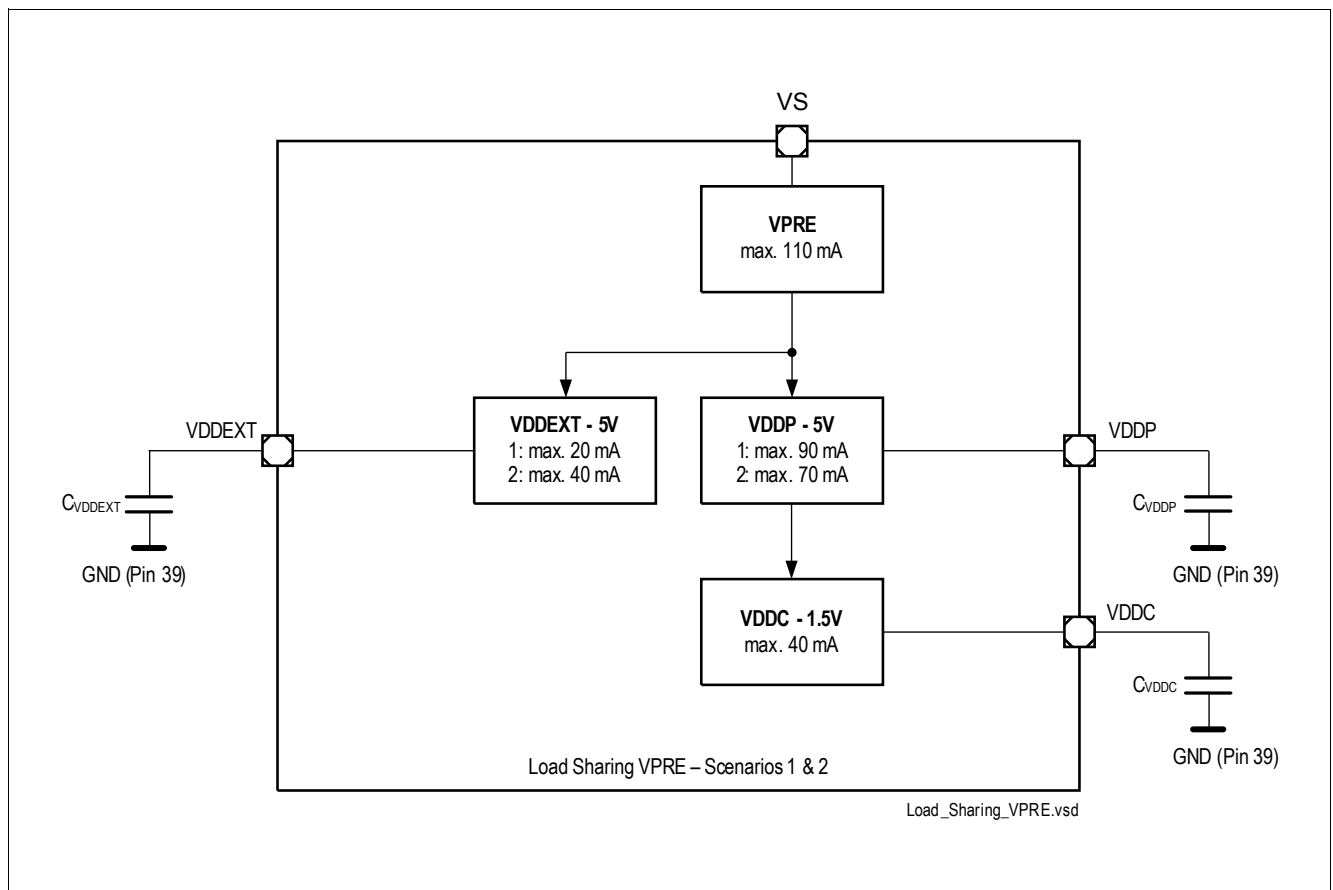 VS
VPRE
max. 110 mA
VDDEXT - 5V
1: max. 20 mA
2: max. 40 mA
VDDP - 5V
1: max. 90 mA
2: max. 70 mA
VDDEXT
VDDP
CVDDEXT
GND (Pin 39)
CVDDP
GND (Pin 39)
VDDC - 1.5V
max. 40 mA
VDDC
CVDDC
GND (Pin 39)
Load Sharing VPRE – Scenarios 1 & 2
Load_Sharing_VPRE.vsd